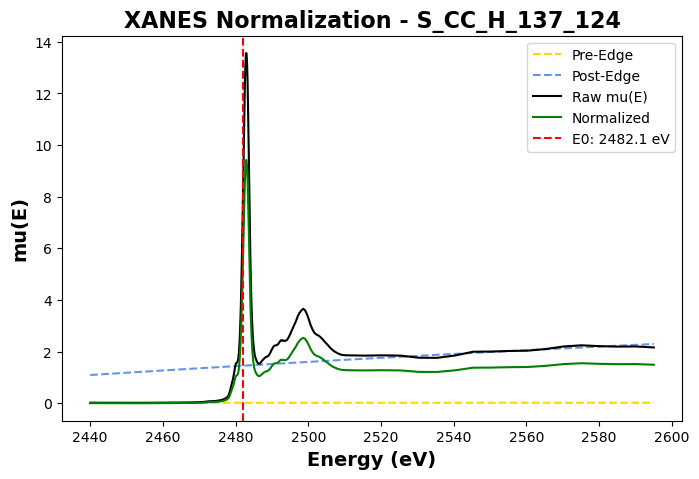 XANES Normalization - S_CC_H_137_124
Pre-Edge
Post-Edge
Raw mu(E)
Normalized
E0: 2482.1 eV
mu(E)
14
12
10
8
6
4
2
0
2440 2460 2480 2500 2520 2540 2560 2580 2600
Energy (eV)